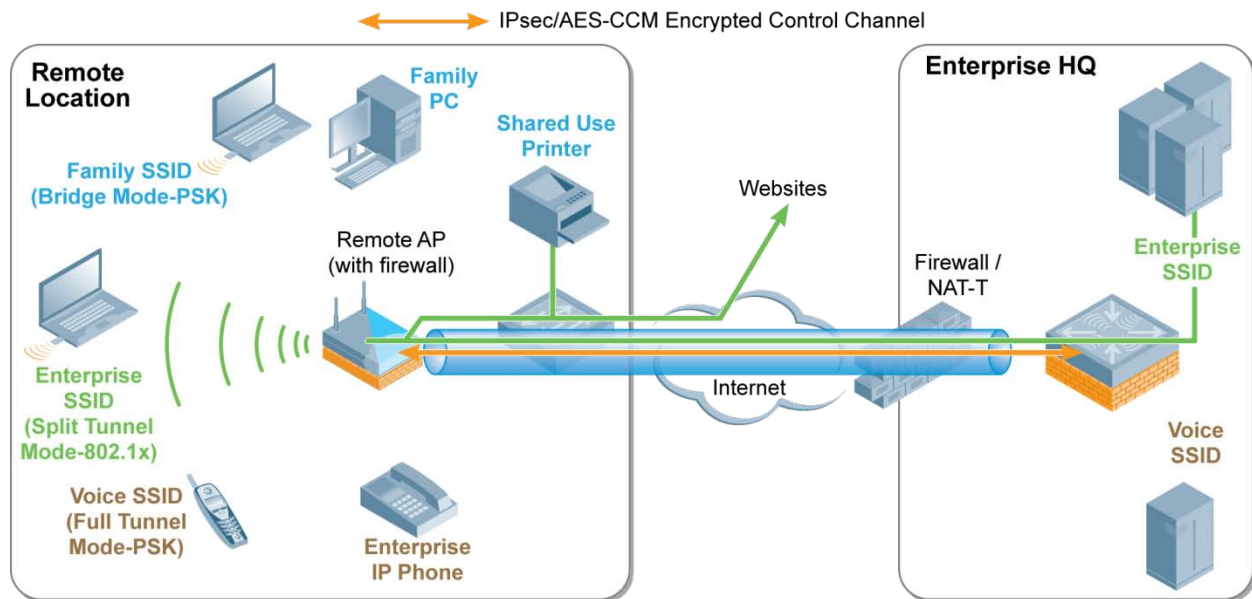 IPsec/AES-CCM Encrypted Control Channel
Remote
Location
Family
PC
Shared Use
Printer
Family SSID
(Bridge Mode-PSK)
Remote AP
(with firewall)
Enterprise
SSID
(Split Tunnel
Mode-802.1x)
Voice SSID
(Full Tunnel
Mode-PSK)
Enterprise
IP Phone
Websites
Internet
Firewall /
NAT-T
Enterprise HQ
Enterprise
SSID
Voice
SSID